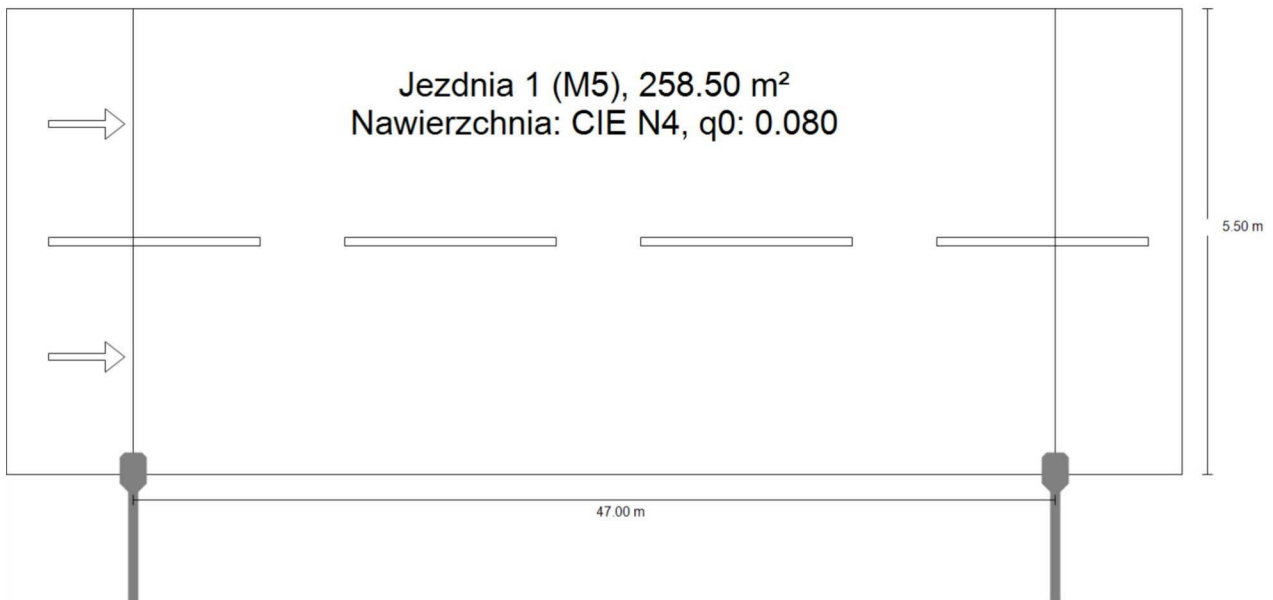 Jezdnia 1 (M5), 258.50 m²
Nawierzchnia: CIE N4, q0: 0.080
5.50 m
47.00 m